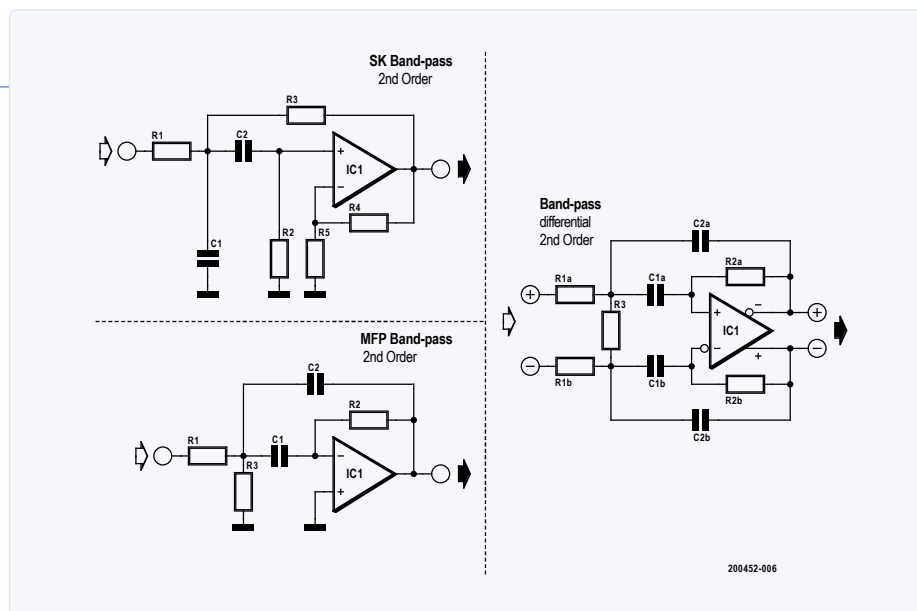 SK Band-pass
2nd Order
R3
R1
C2
+
IC1
−
R4
C1
R2
R5
MFP Band-pass
2nd Order
C2
R2
R1
C1
−
R3
IC1
+
Band-pass
differential
2nd Order
C2a
R1a
C1a
R2a
+
R3
+
−
+
IC1
−
−
+
−
R1b
C1b
R2b
C2b
200452-006